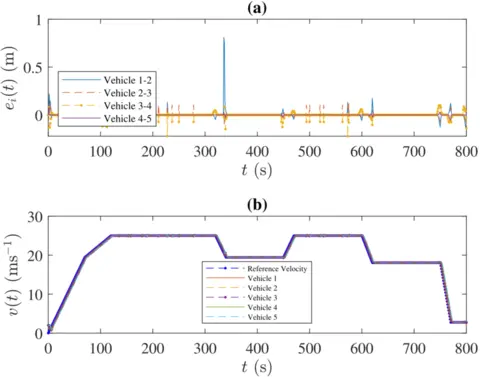 (a)
1
0.5
0
e_i(t) (m)
Vehicle 1-2
Vehicle 2-3
Vehicle 3-4
Vehicle 4-5
0 100 200 300 400 500 600 700 800
t (s)
(b)
30
20
10
0
v(t) (ms⁻¹)
Reference Velocity
Vehicle 1
Vehicle 2
Vehicle 3
Vehicle 4
Vehicle 5
0 100 200 300 400 500 600 700 800
t (s)